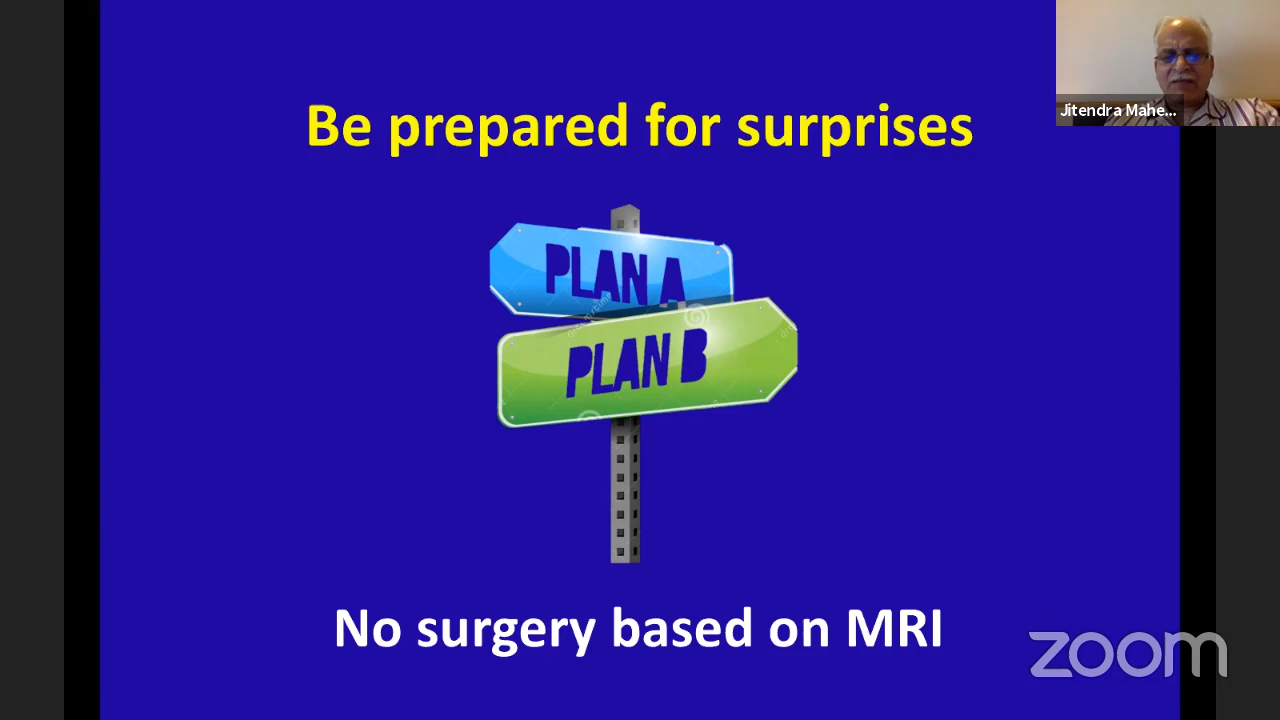 Be prepared for surprises
Jitendra Mahe...
PLAN A
PLAN B
No surgery based on MRI
zoom